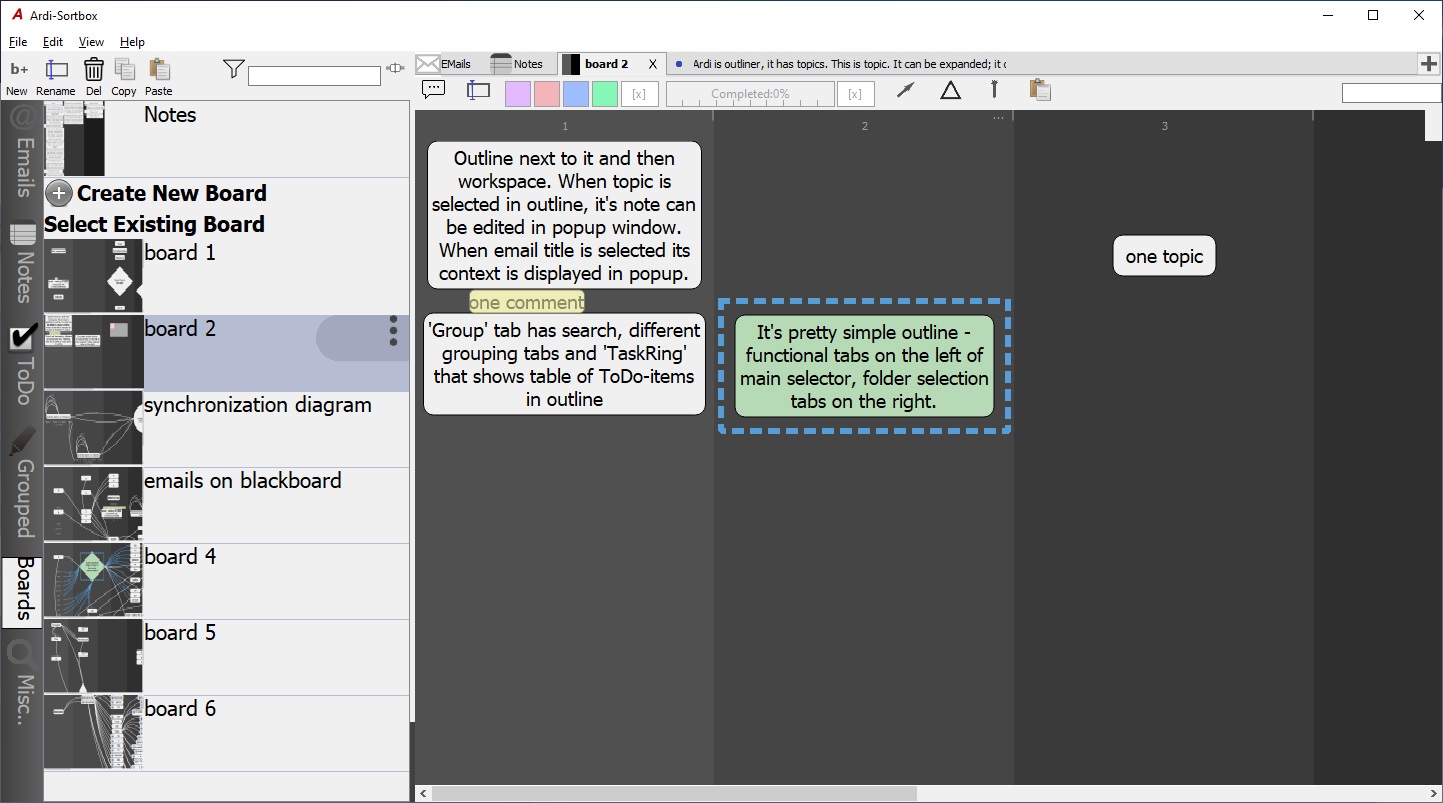 Ardi-Sortbox
File Edit View Help
b+
New Rename Del Copy Paste
EMails Notes board 2 X Ardi is outliner, it has topics. This is topic. It can be expanded; it c
[x] Completed:0% [x]
@ Emails
Notes
ToDo
Grouped
Boards
Misc..
Notes
Create New Board
Select Existing Board
board 1
board 2
synchronization diagram
emails on blackboard
board 4
board 5
board 6
1 2 ... 3
Outline next to it and then
workspace. When topic is
selected in outline, it's note can
be edited in popup window.
When email title is selected its
context is displayed in popup.
one comment
'Group' tab has search, different
grouping tabs and 'TaskRing'
that shows table of ToDo-items
in outline
It's pretty simple outline -
functional tabs on the left of
main selector, folder selection
tabs on the right.
one topic